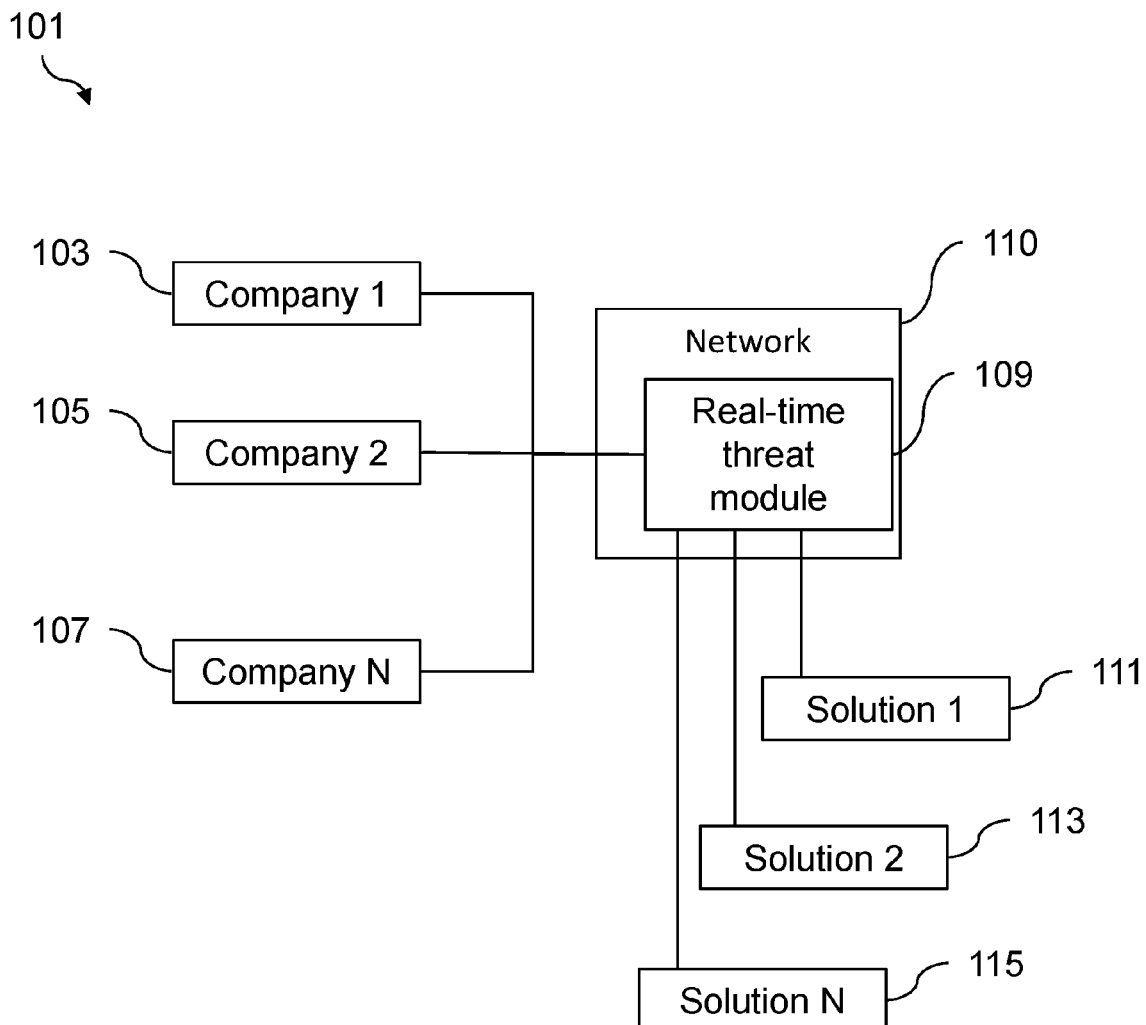 101
103
Company 1
110
Network
105
Company 2
Real-time
threat
module
109
107
Company N
Solution 1
111
Solution 2
113
Solution N
115